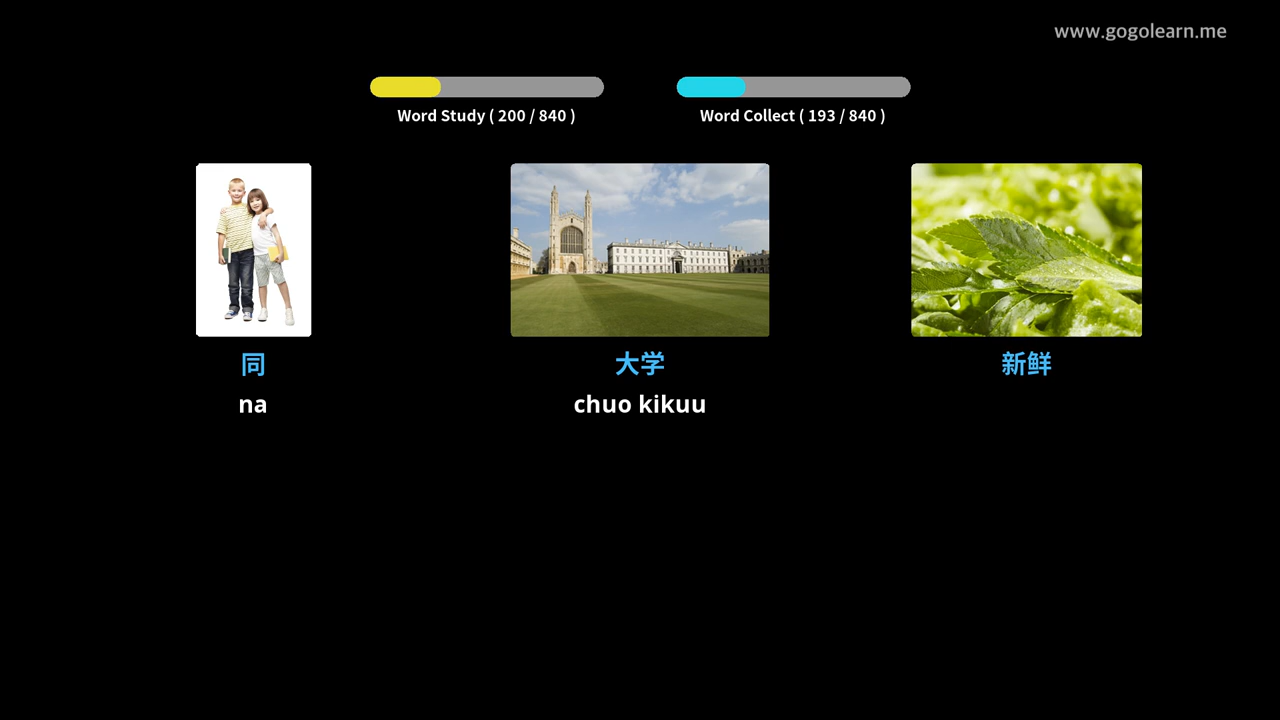 www.gogolearn.me
Word Study ( 200 / 840 )
Word Collect ( 193 / 840 )
同
na
大学
chuo kikuu
新鲜